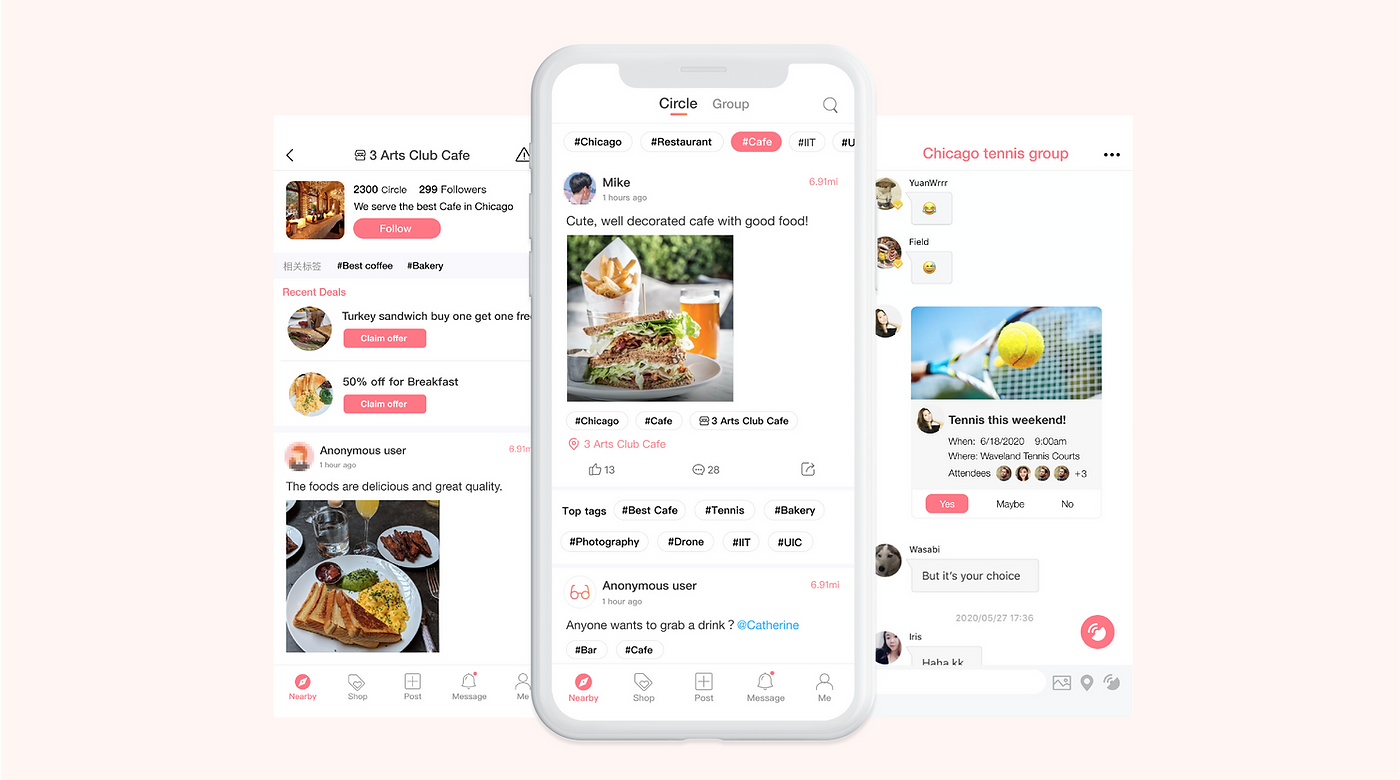 3 Arts Club Cafe
2300 Circle 299 Followers
We serve the best Cafe in Chicago
Follow
相关标签 #Best coffee #Bakery
Recent Deals
Turkey sandwich buy one get one fre
Claim offer
50% off for Breakfast
Claim offer
Anonymous user 6.91m
1 hour ago
The foods are delicious and great quality.
Nearby Shop Post Message Me
Circle Group
#Chicago #Restaurant #Cafe #IIT #U
Mike 6.91mi
1 hours ago
Cute, well decorated cafe with good food!
#Chicago #Cafe 3 Arts Club Cafe
3 Arts Club Cafe
13 28
Top tags #Best Cafe #Tennis #Bakery
#Photography #Drone #IIT #UIC
Anonymous user 6.91mi
1 hour ago
Anyone wants to grab a drink ? @Catherine
#Bar #Cafe
Nearby Shop Post Message Me
Chicago tennis group
YuanWrrr
Field
Tennis this weekend!
When: 6/18/2020 9:00am
Where: Waveland Tennis Courts
Attendees +3
Yes Maybe No
Wasabi
But it's your choice
2020/05/27 17:36
Iris
Haha kk